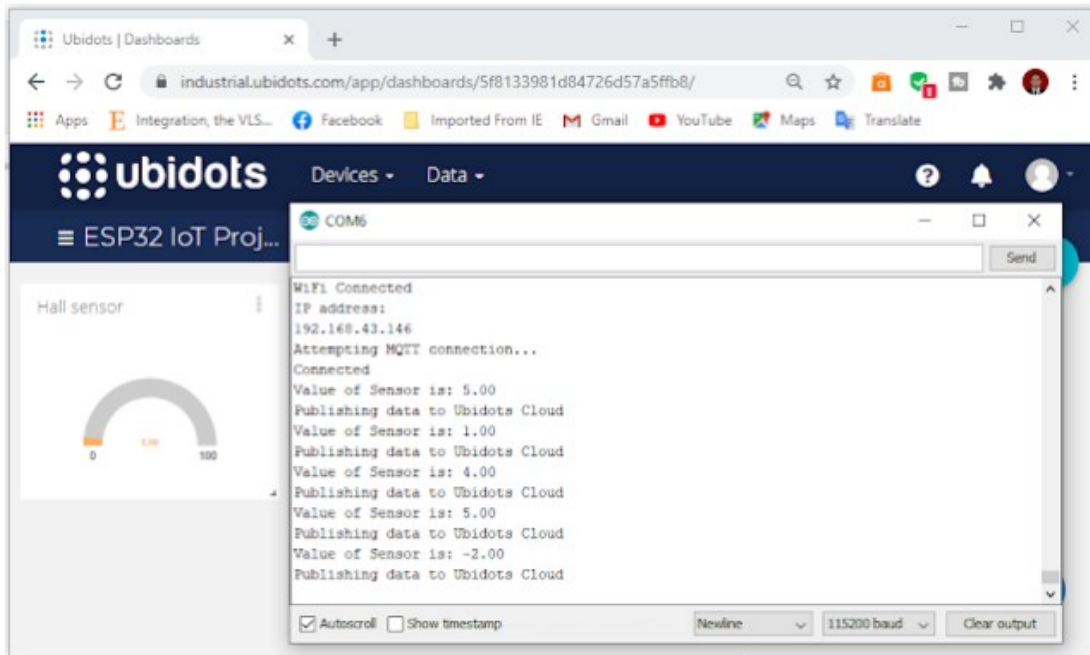 Ubidots | Dashboards
industrial.ubidots.com/app/dashboards/5f8133981d84726d57a5ffb8/
Apps Integration, the VLS... Facebook Imported From IE Gmail YouTube Maps Translate
ubidots Devices Data
ESP32 IoT Proj...
COM6
Send
Hall sensor
0 100
WiFi Connected
IP address:
192.168.43.146
Attempting MQTT connection...
Connected
Value of Sensor is: 5.00
Publishing data to Ubidots Cloud
Value of Sensor is: 1.00
Publishing data to Ubidots Cloud
Value of Sensor is: 4.00
Publishing data to Ubidots Cloud
Value of Sensor is: 5.00
Publishing data to Ubidots Cloud
Value of Sensor is: -2.00
Publishing data to Ubidots Cloud
Autoscroll Show timestamp Newline 115200 baud Clear output